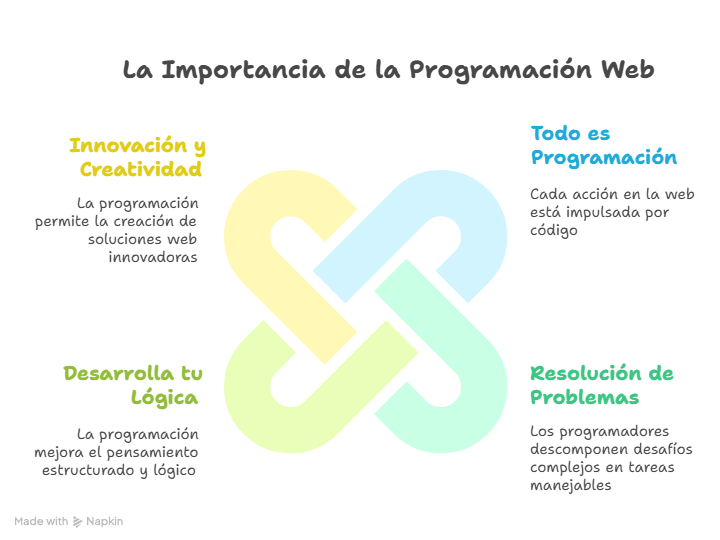 La Importancia de la Programación Web
Innovación y
Creatividad
La programación
permite la creación de
soluciones web
innovadoras
Todo es
Programación
Cada acción en la web
está impulsada por
código
Desarrolla tu
Lógica
La programación
mejora el pensamiento
estructurado y lógico
Resolución de
Problemas
Los programadores
descomponen desafíos
complejos en tareas
manejables
Made with Napkin